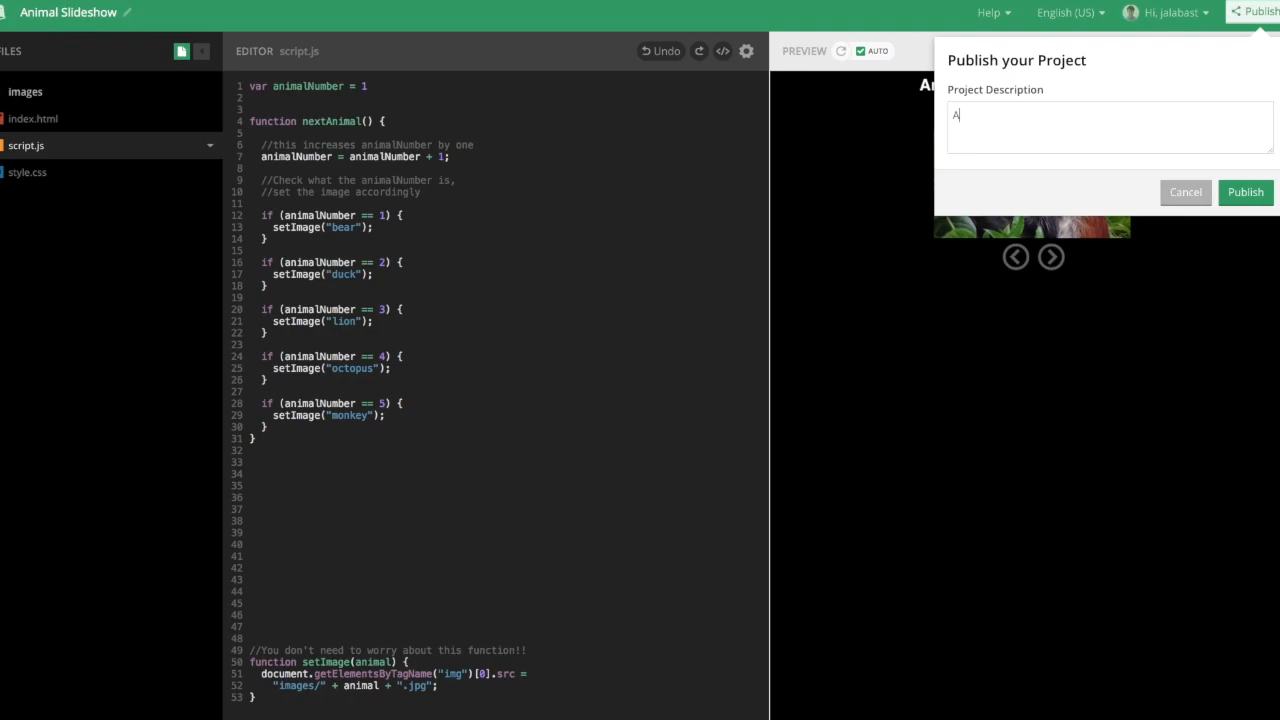 Animal Slideshow
Help
English (US)
Hi, jalabast
Publish
FILES
images
index.html
script.js
style.css
EDITOR script.js
Undo
</>
PREVIEW
AUTO
1 var animalNumber = 1
2
3
4 function nextAnimal() {
5
6 //this increases animalNumber by one
7 animalNumber = animalNumber + 1;
8
9 //Check what the animalNumber is,
10 //set the image accordingly
11
12 if (animalNumber == 1) {
13 setImage("bear");
14 }
15
16 if (animalNumber == 2) {
17 setImage("duck");
18 }
19
20 if (animalNumber == 3) {
21 setImage("lion");
22 }
23
24 if (animalNumber == 4) {
25 setImage("octopus");
26 }
27
28 if (animalNumber == 5) {
29 setImage("monkey");
30 }
31 }
32
33
34
35
36
37
38
39
40
41
42
43
44
45
46
47
48
49 //You don't need to worry about this function!!
50 function setImage(animal) {
51 document.getElementsByTagName("img")[0].src =
52 "images/" + animal + ".jpg";
53 }
Publish your Project
Project Description
A
Cancel
Publish